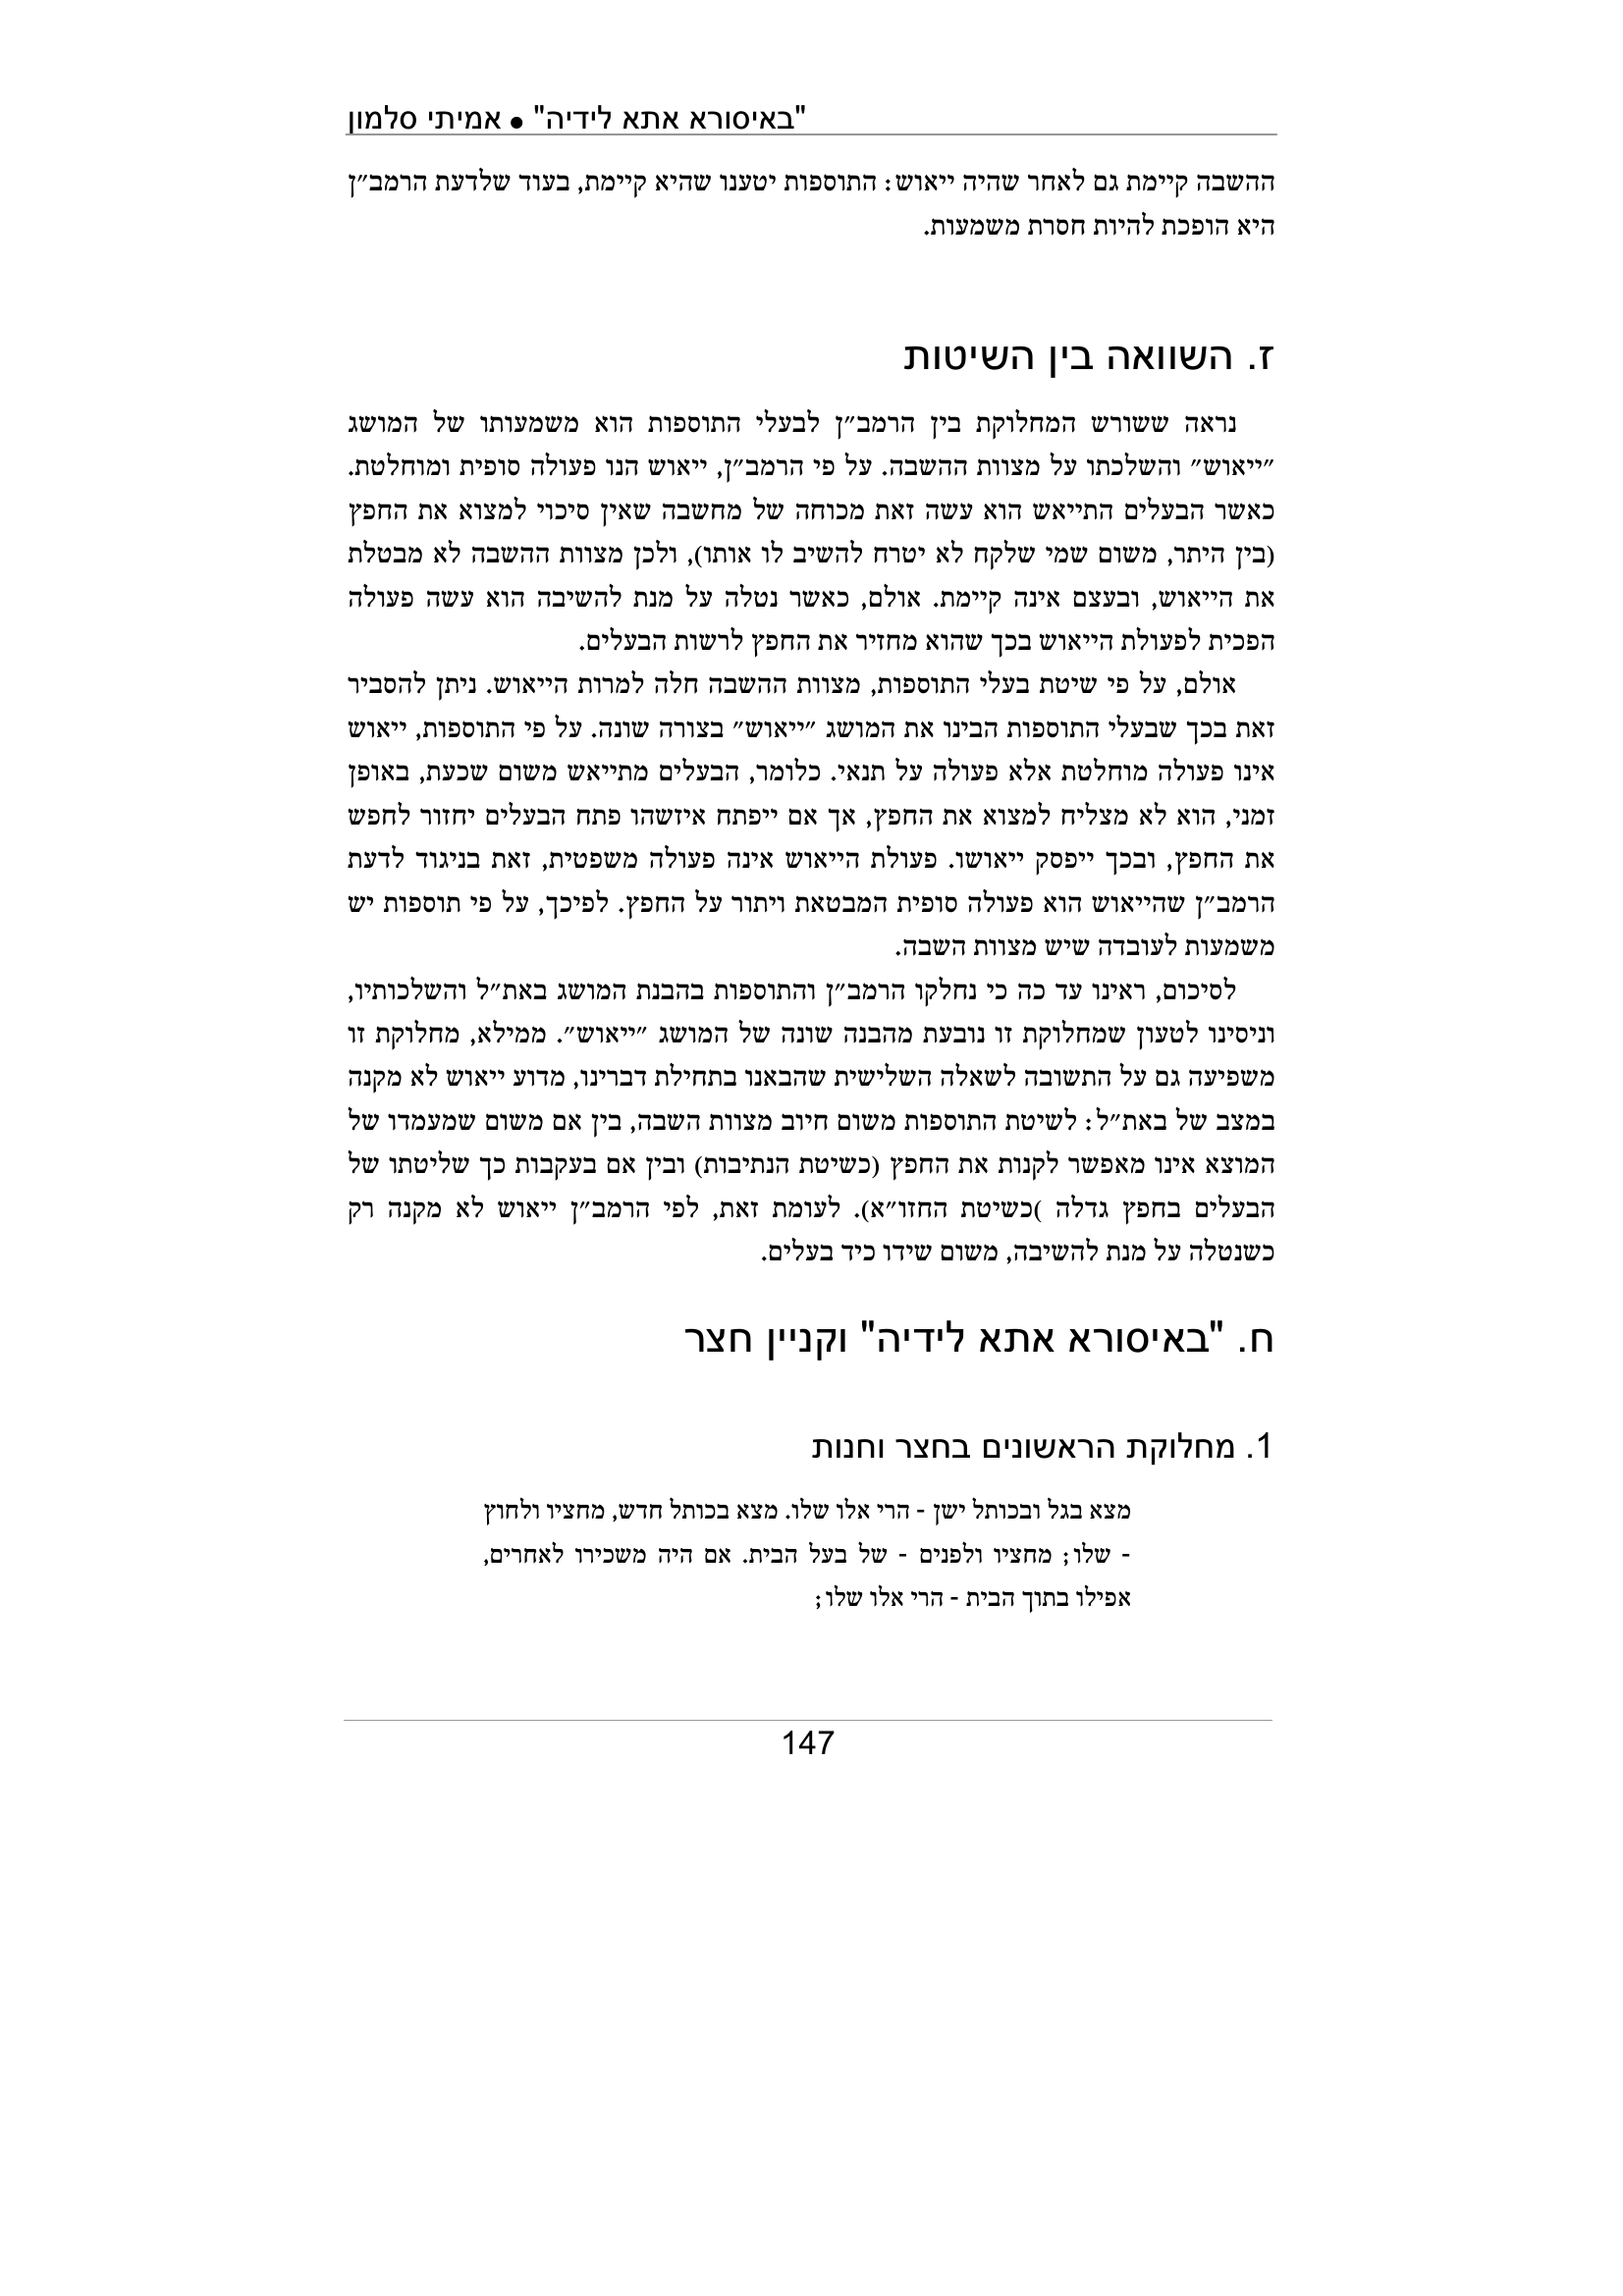 "באיסורא אתא לידיה" ● אמיתי סלמון
ההשבה קיימת גם לאחר שהיה ייאוש: התוספות יטענו שהיא קיימת, בעוד שלדעת הרמב״ן
היא הופכת להיות חסרת משמעות.
ז. השוואה בין השיטות
נראה ששורש המחלוקת בין הרמב״ן לבעלי התוספות הוא משמעותו של המושג
״ייאוש״ והשלכתו על מצוות ההשבה. על פי הרמב״ן, ייאוש הנו פעולה סופית ומוחלטת.
כאשר הבעלים התייאש הוא עשה זאת מכוחה של מחשבה שאין סיכוי למצוא את החפץ
(בין היתר, משום שמי שלקח לא יטרח להשיב לו אותו), ולכן מצוות ההשבה לא מבטלת
את הייאוש, ובעצם אינה קיימת. אולם, כאשר נטלה על מנת להשיבה הוא עשה פעולה
הפכית לפעולת הייאוש בכך שהוא מחזיר את החפץ לרשות הבעלים.
אולם, על פי שיטת בעלי התוספות, מצוות ההשבה חלה למרות הייאוש. ניתן להסביר
זאת בכך שבעלי התוספות הבינו את המושג ״ייאוש״ בצורה שונה. על פי התוספות, ייאוש
אינו פעולה מוחלטת אלא פעולה על תנאי. כלומר, הבעלים מתייאש משום שכעת, באופן
זמני, הוא לא מצליח למצוא את החפץ, אך אם ייפתח איזשהו פתח הבעלים יחזור לחפש
את החפץ, ובכך ייפסק ייאושו. פעולת הייאוש אינה פעולה משפטית, זאת בניגוד לדעת
הרמב״ן שהייאוש הוא פעולה סופית המבטאת ויתור על החפץ. לפיכך, על פי תוספות יש
משמעות לעובדה שיש מצוות השבה.
לסיכום, ראינו עד כה כי נחלקו הרמב״ן והתוספות בהבנת המושג באת״ל והשלכותיו,
וניסינו לטעון שמחלוקת זו נובעת מהבנה שונה של המושג ״ייאוש״. ממילא, מחלוקת זו
משפיעה גם על התשובה לשאלה השלישית שהבאנו בתחילת דברינו, מדוע ייאוש לא מקנה
במצב של באת״ל: לשיטת התוספות משום חיוב מצוות השבה, בין אם משום שמעמדו של
המוצא אינו מאפשר לקנות את החפץ (כשיטת הנתיבות) ובין אם בעקבות כך שליטתו של
הבעלים בחפץ גדלה )כשיטת החזו״א). לעומת זאת, לפי הרמב״ן ייאוש לא מקנה רק
כשנטלה על מנת להשיבה, משום שידו כיד בעלים.
ח. "באיסורא אתא לידיה" וקניין חצר
1. מחלוקת הראשונים בחצר וחנות
מצא בגל ובכותל ישן - הרי אלו שלו. מצא בכותל חדש, מחציו ולחוץ
- שלו; מחציו ולפנים - של בעל הבית. אם היה משכירו לאחרים,
אפילו בתוך הבית - הרי אלו שלו;
147